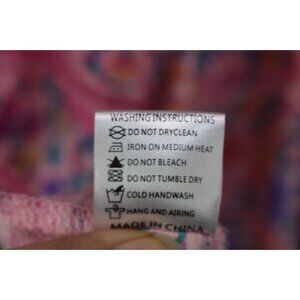 WASHING INSTRUCTIONS
DO NOT DRYCLEAN
IRON ON MEDIUM HEAT
DO NOT BLEACH
DO NOT TUMBLE DRY
COLD HANDWASH
HANG AND AIRING
MADE IN CHINA